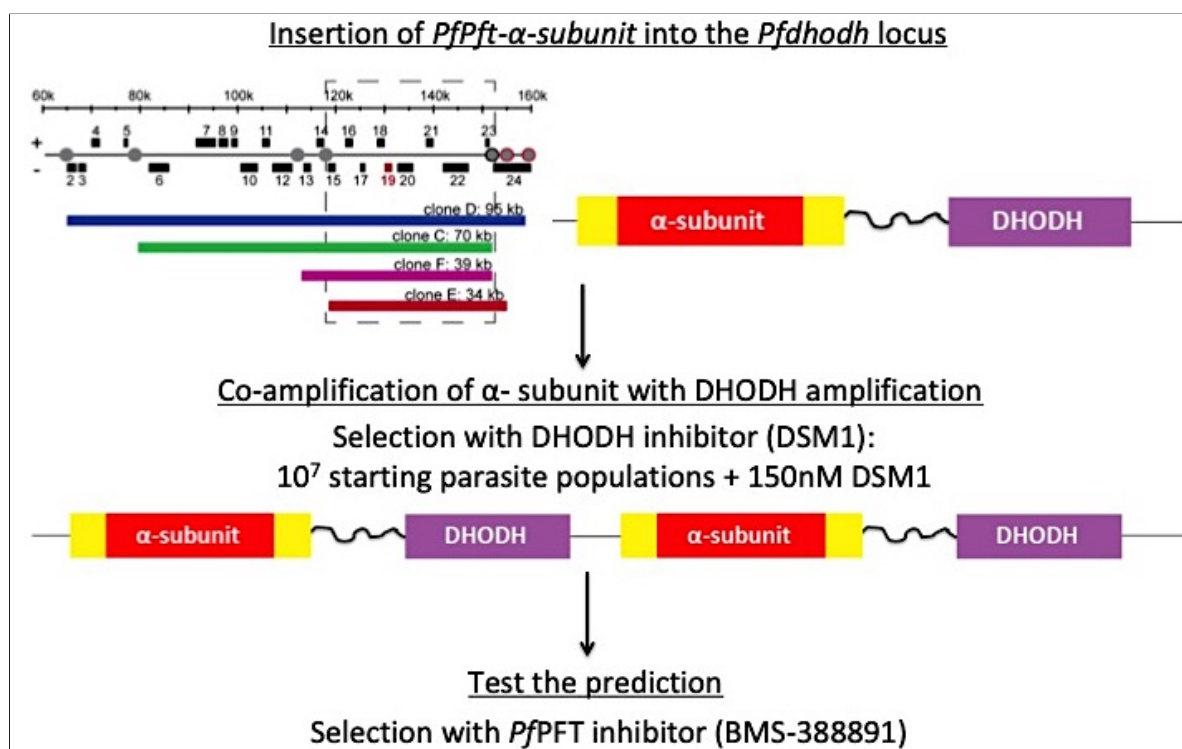 Insertion of PfPft-α-subunit into the Pfdhodh locus
60k 80k 100k 120k 140k 160k
4 5 7 8 9 11 14 16 18 21 23
+
-
2 3 6 10 12 13 15 17 19 20 22 24
clone D: 95 kb
clone C: 70 kb
clone F: 39 kb
clone E: 34 kb
α-subunit DHODH
Co-amplification of α- subunit with DHODH amplification
Selection with DHODH inhibitor (DSM1):
10⁷ starting parasite populations + 150nM DSM1
α-subunit DHODH α-subunit DHODH
Test the prediction
Selection with PfPFT inhibitor (BMS-388891)